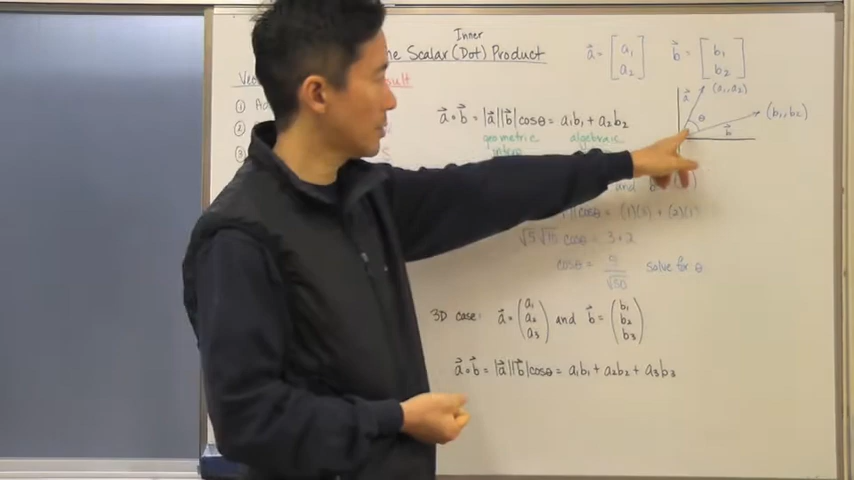 Inner
The Scalar (Dot) Product
a⃗ = [a₁ a₂] b⃗ = [b₁ b₂]
a⃗ ∘ b⃗ = |a⃗||b⃗|cosθ = a₁b₁ + a₂b₂
geometric algebraic
a⃗ (a₁,a₂)
θ (b₁,b₂)
b⃗
①
②
③
and
cosθ = (1)(3) + (2)(1)
√5 √10 cosθ = 3+2
cosθ = 5/√50 solve for θ
3D case: a⃗ = (a₁ a₂ a₃) and b⃗ = (b₁ b₂ b₃)
a⃗ ∘ b⃗ = |a⃗||b⃗|cosθ = a₁b₁ + a₂b₂ + a₃b₃